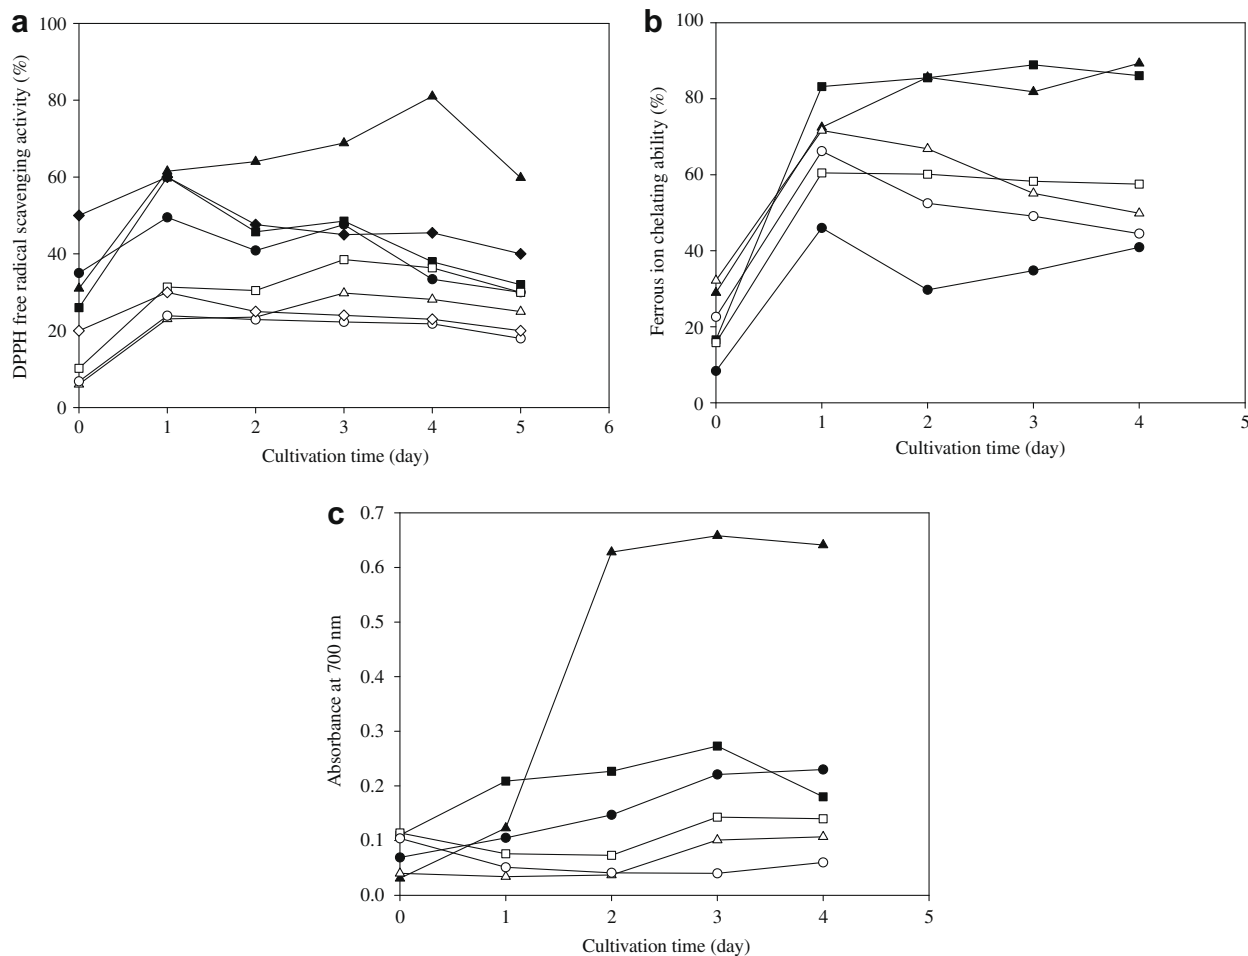 a
DPPH free radical scavenging activity (%)
100
80
60
40
20
0
0 1 2 3 4 5 6
Cultivation time (day)
b
Ferrous ion chelating ability (%)
100
80
60
40
20
0
0 1 2 3 4 5
Cultivation time (day)
c
Absorbance at 700 nm
0.7
0.6
0.5
0.4
0.3
0.2
0.1
0.0
0 1 2 3 4 5
Cultivation time (day)